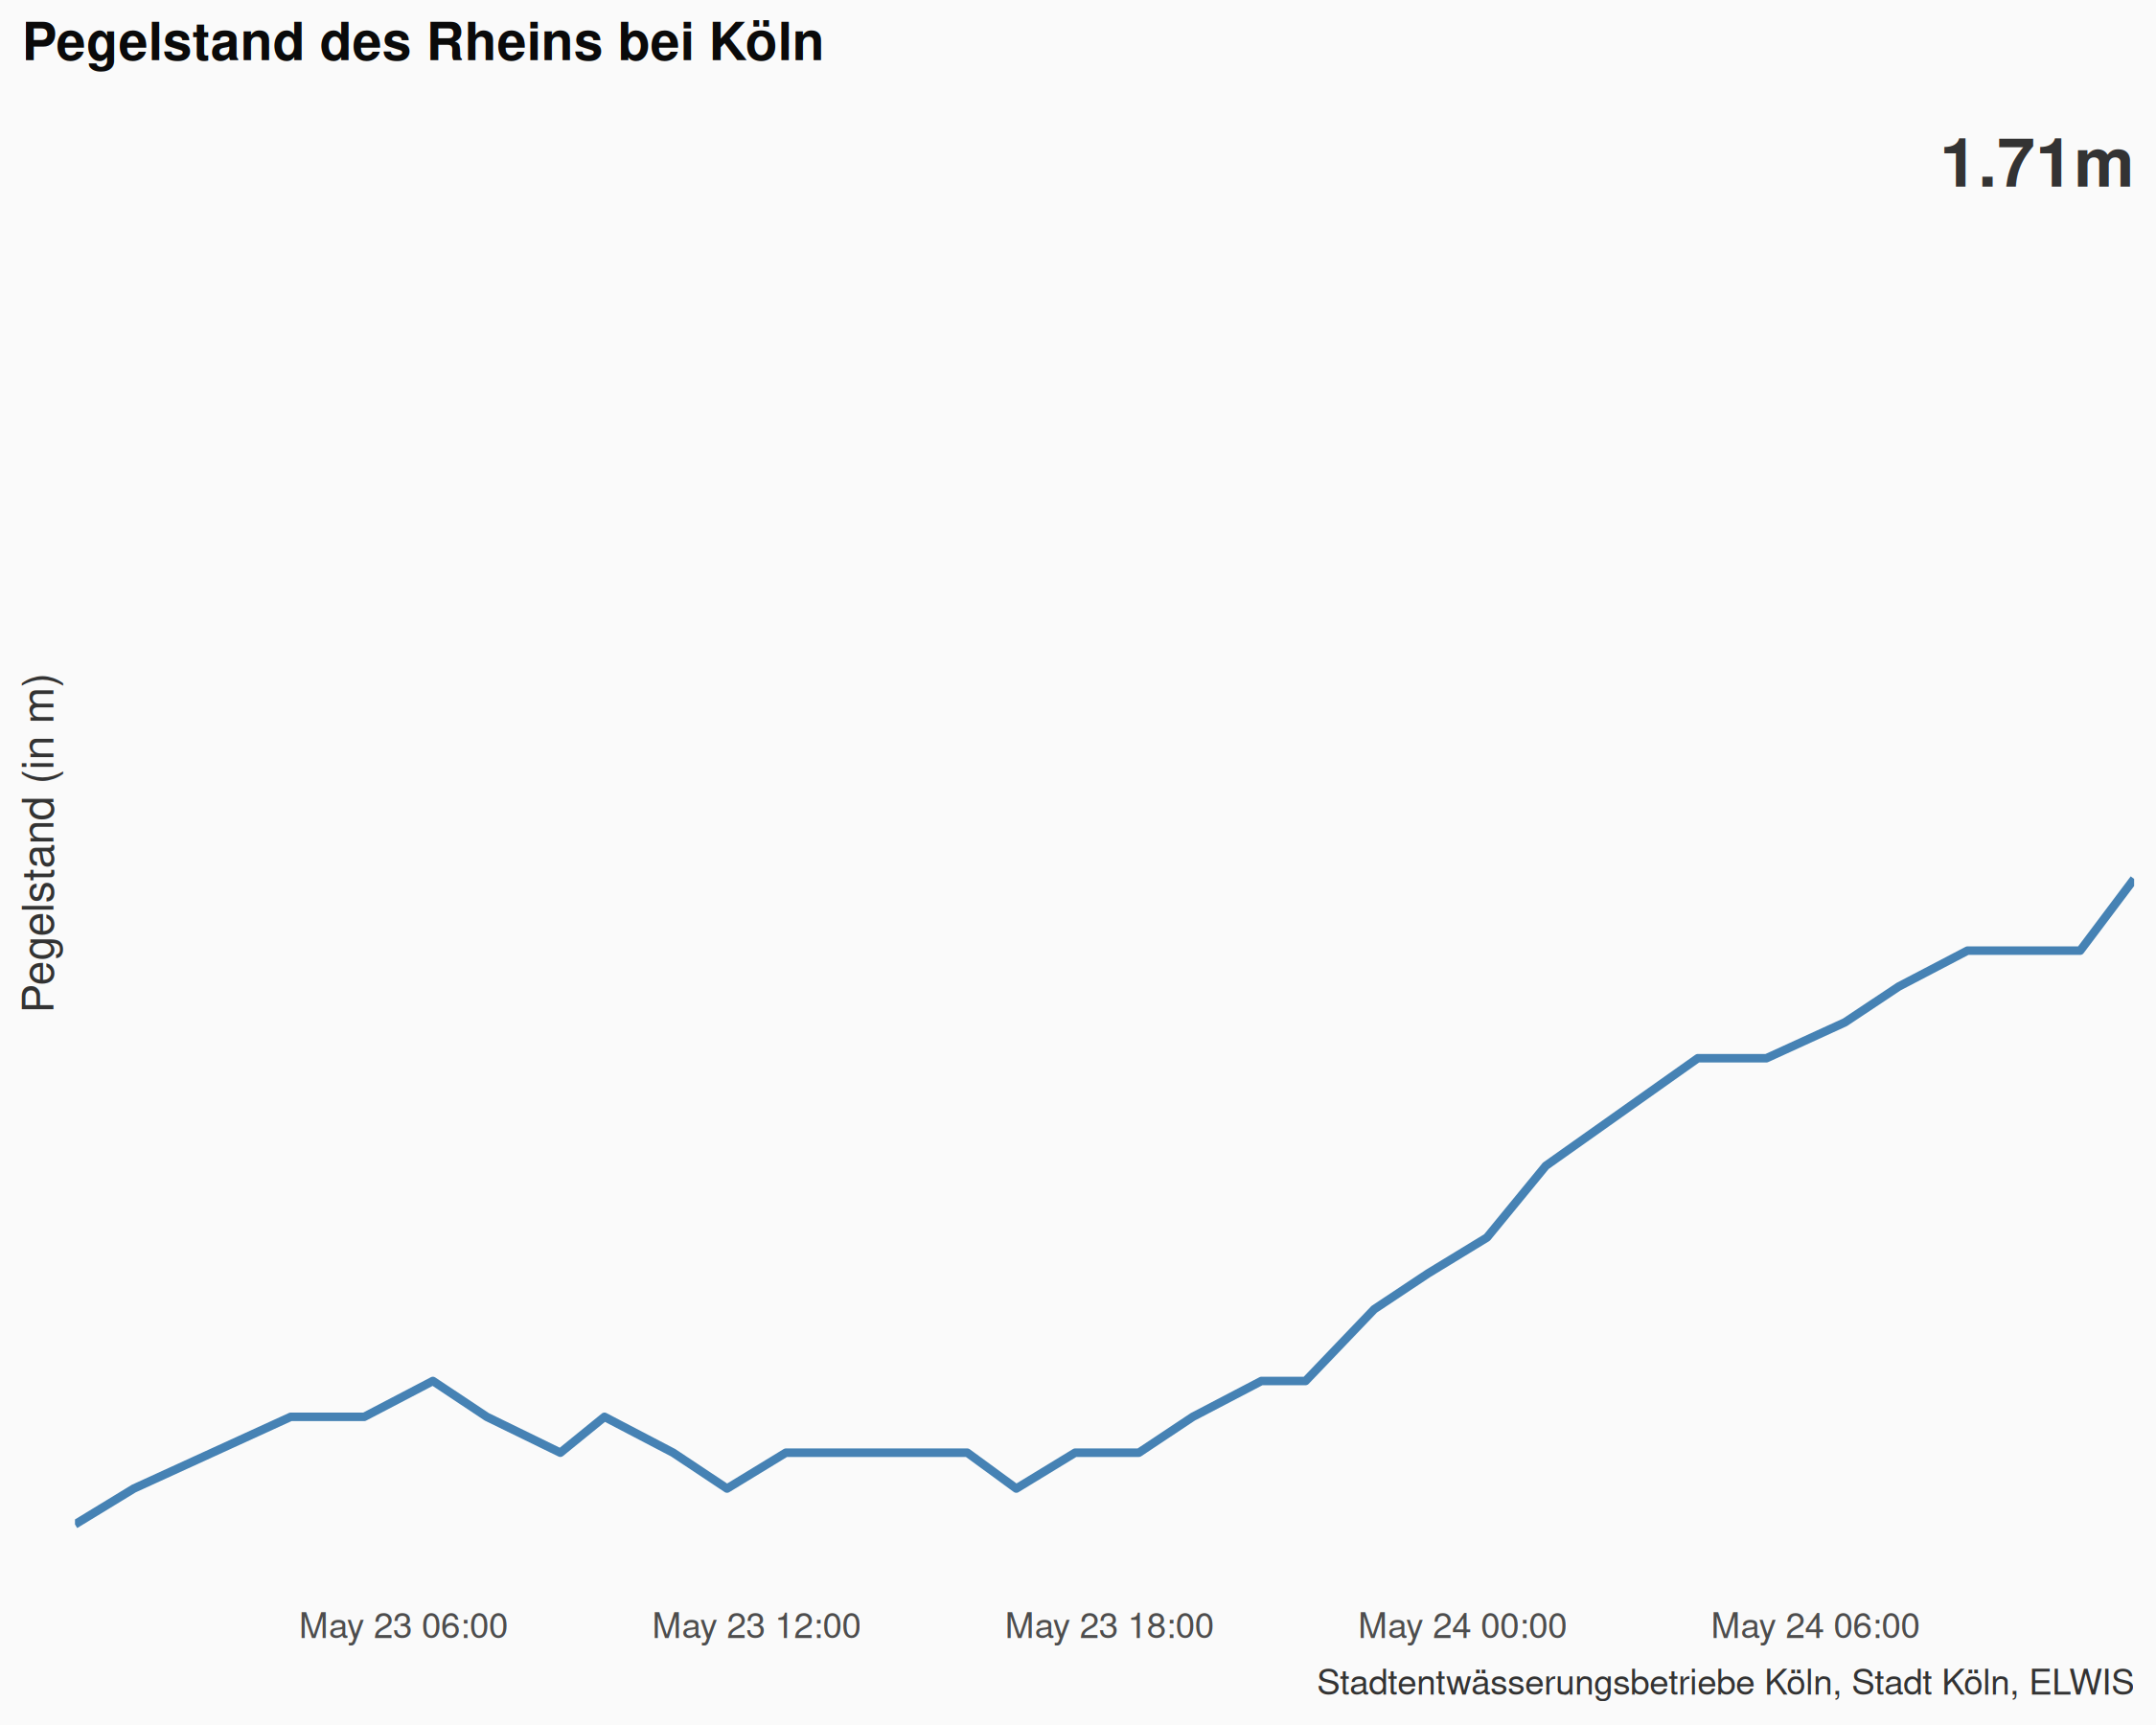 Pegelstand des Rheins bei Köln
1.71m
Pegelstand (in m)
May 23 06:00 May 23 12:00 May 23 18:00 May 24 00:00 May 24 06:00
Stadtentwässerungsbetriebe Köln, Stadt Köln, ELWIS